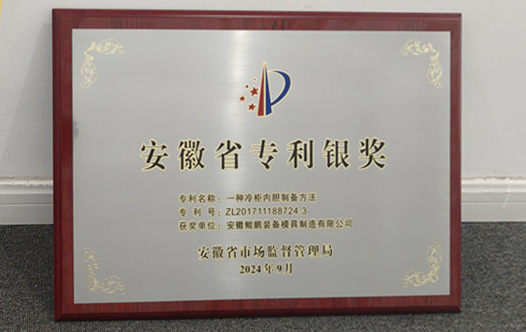 安徽省专利银奖
专利名称：一种冷柜内胆制备方法
专 利 号：ZL201711188724.3
获奖单位：安徽鲲鹏装备模具制造有限公司
安徽省市场监督管理局
2024年9月